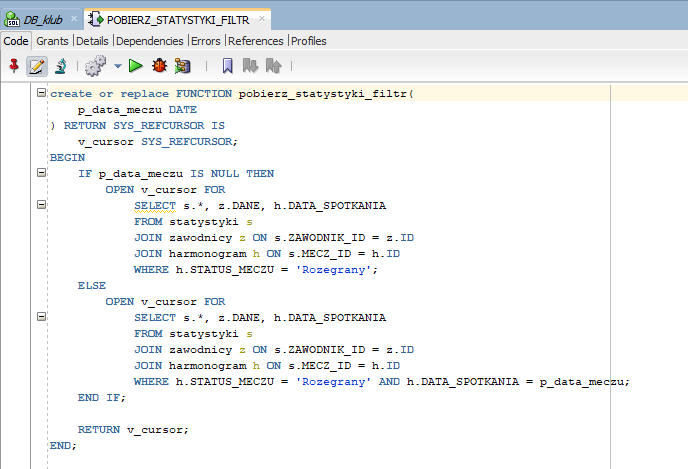 DB_klub POBIERZ_STATYSTYKI_FILTR
Code Grants Details Dependencies Errors References Profiles
create or replace FUNCTION pobierz_statystyki_filtr(
    p_data_meczu DATE
) RETURN SYS_REFCURSOR IS
    v_cursor SYS_REFCURSOR;
BEGIN
    IF p_data_meczu IS NULL THEN
        OPEN v_cursor FOR
            SELECT s.*, z.DANE, h.DATA_SPOTKANIA
            FROM statystyki s
            JOIN zawodnicy z ON s.ZAWODNIK_ID = z.ID
            JOIN harmonogram h ON s.MECZ_ID = h.ID
            WHERE h.STATUS_MECZU = 'Rozegrany';
    ELSE
        OPEN v_cursor FOR
            SELECT s.*, z.DANE, h.DATA_SPOTKANIA
            FROM statystyki s
            JOIN zawodnicy z ON s.ZAWODNIK_ID = z.ID
            JOIN harmonogram h ON s.MECZ_ID = h.ID
            WHERE h.STATUS_MECZU = 'Rozegrany' AND h.DATA_SPOTKANIA = p_data_meczu;
    END IF;

    RETURN v_cursor;
END;